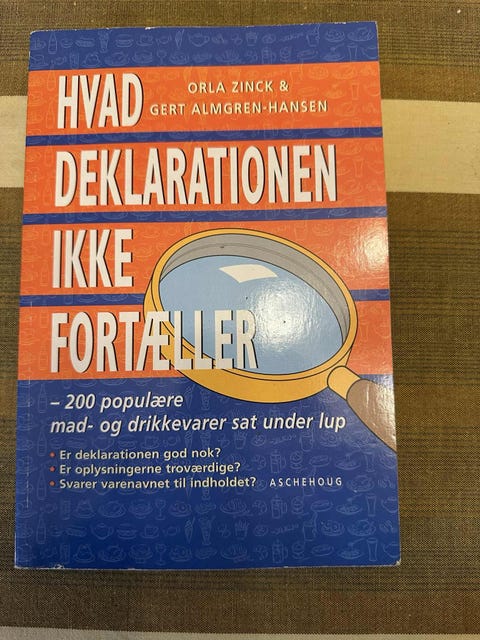 ORLA ZINCK &
GERT ALMGREN-HANSEN
HVAD
DEKLARATIONEN
IKKE
FORTÆLLER
– 200 populære
mad- og drikkevarer sat under lup
• Er deklarationen god nok?
• Er oplysningerne troværdige?
• Svarer varenavnet til indholdet? ASCHEHOUG